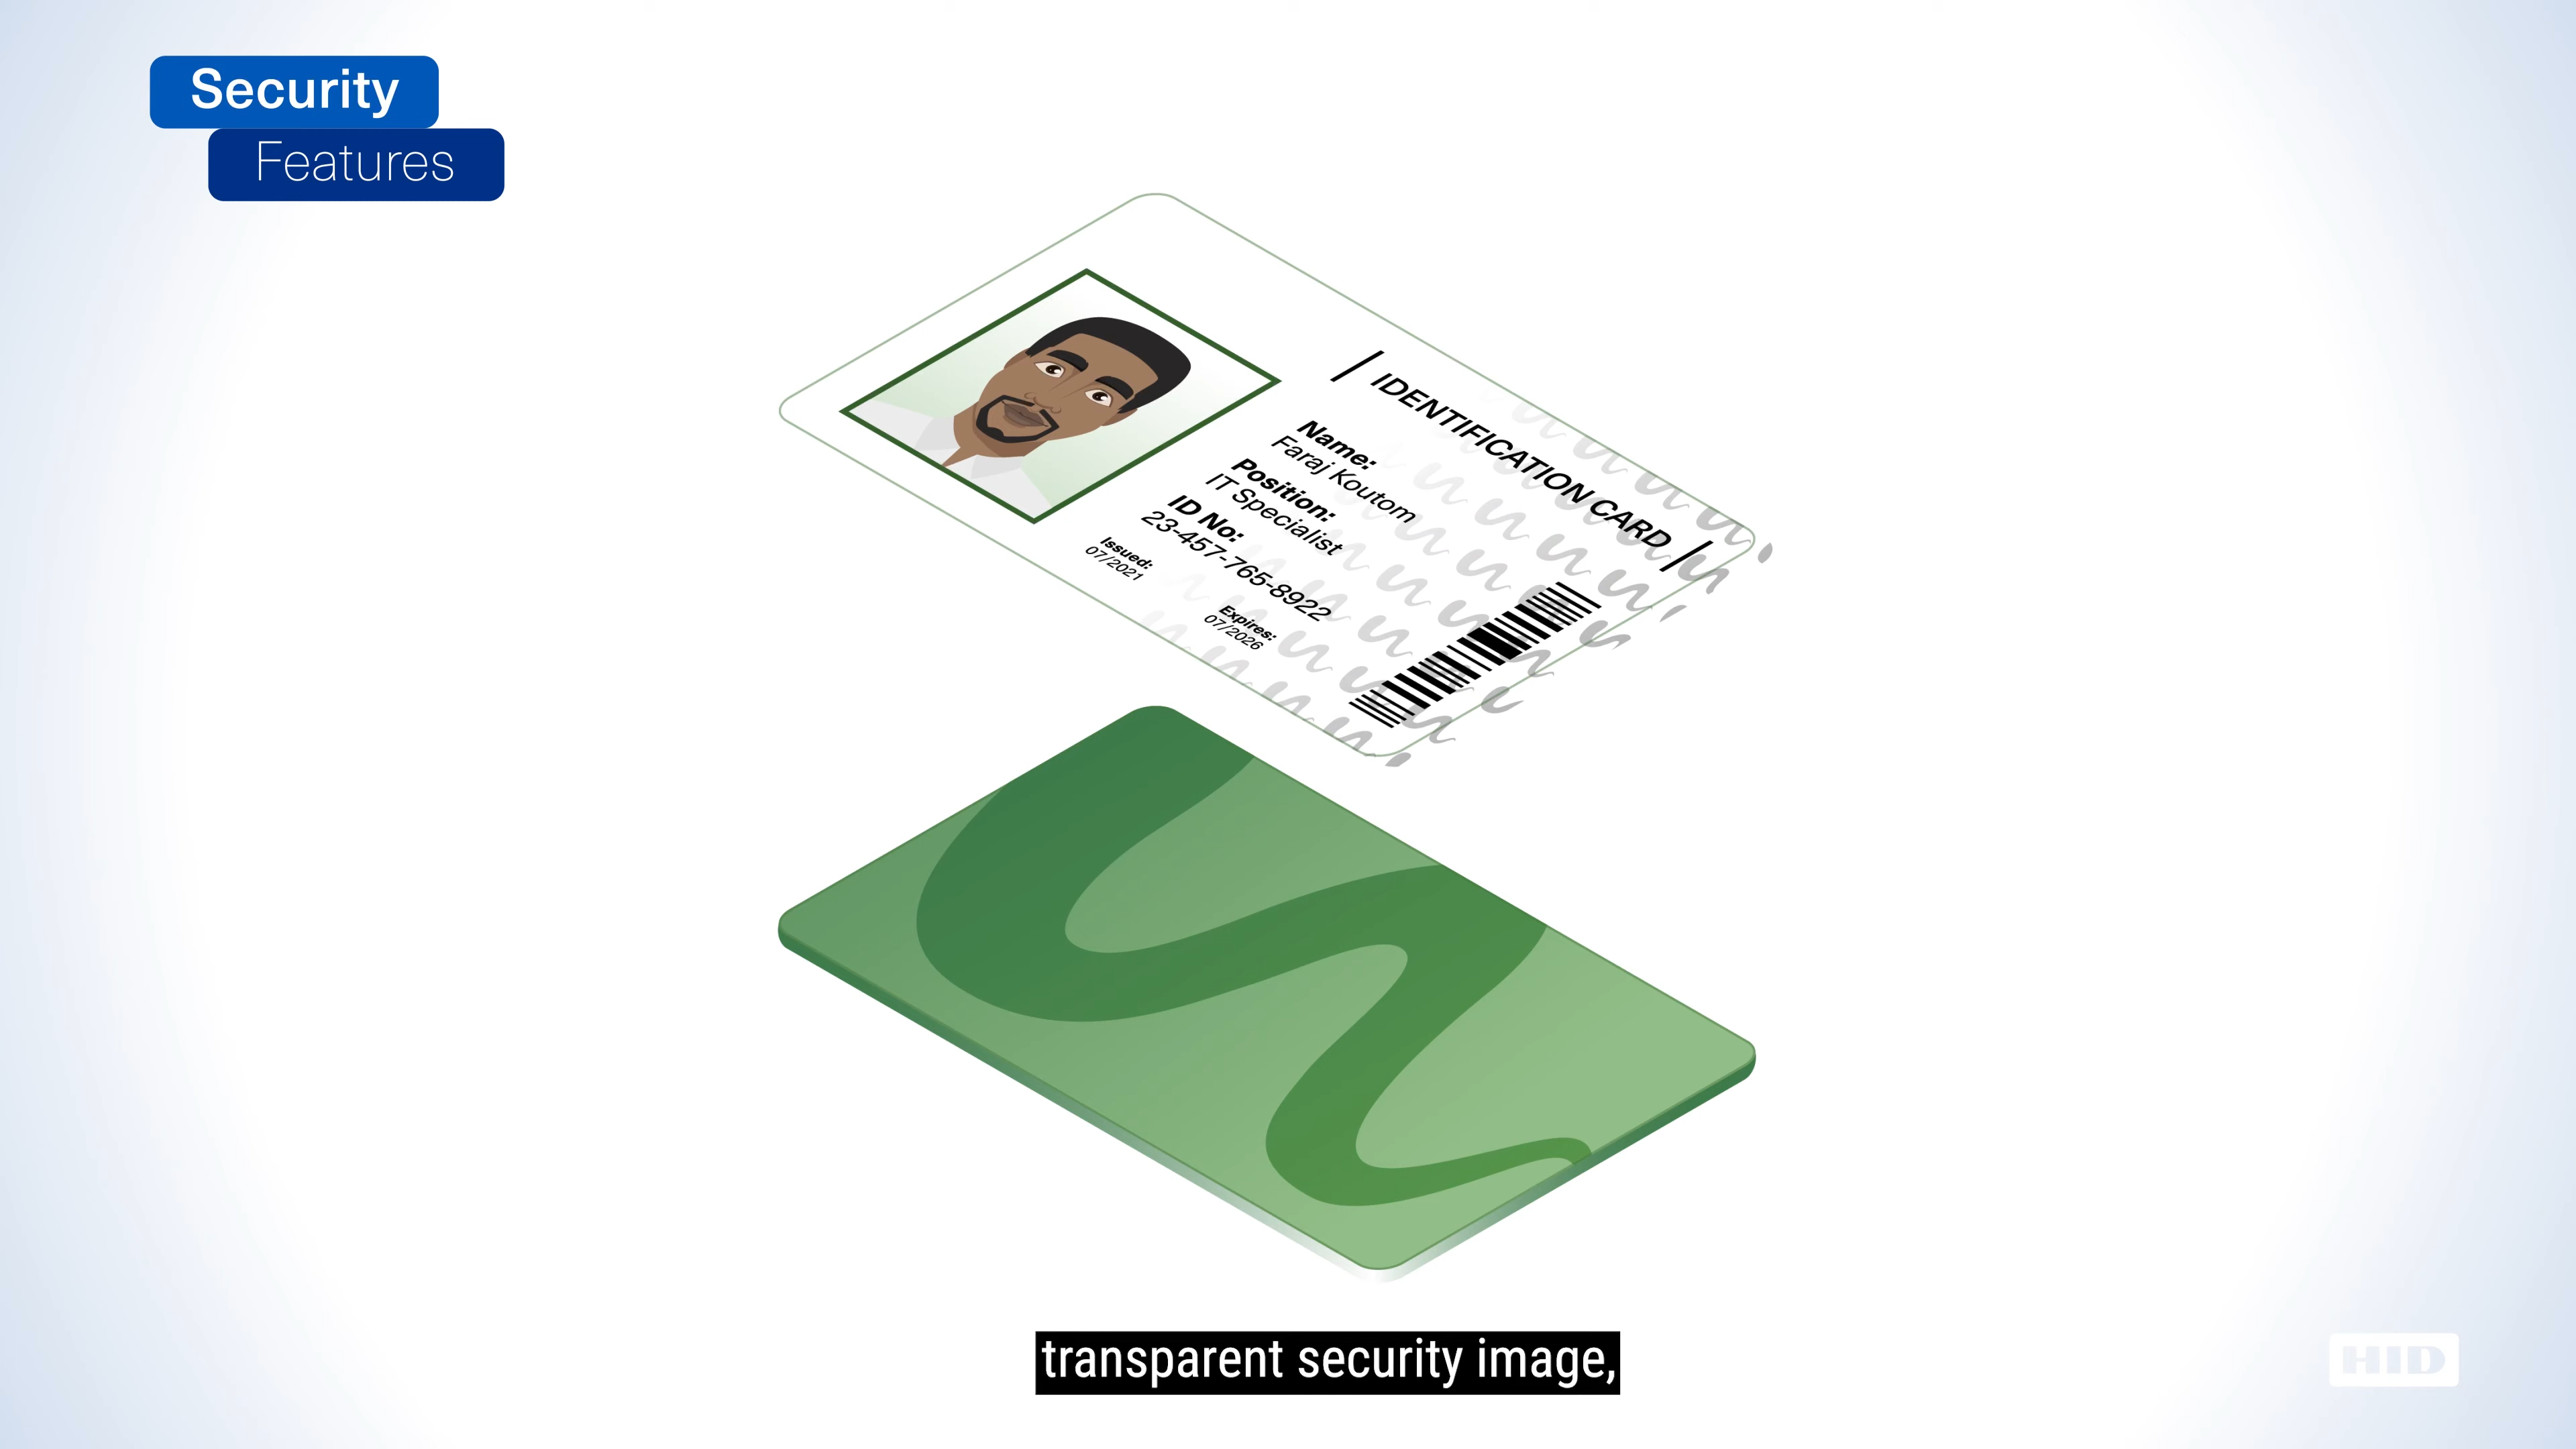 Security
Features
IDENTIFICATION CARD
Name:
Faraj Koutom
Position:
IT Specialist
ID No:
23-457-765-8922
Issued:
07/2021
Expires:
07/2026
transparent security image,
HID